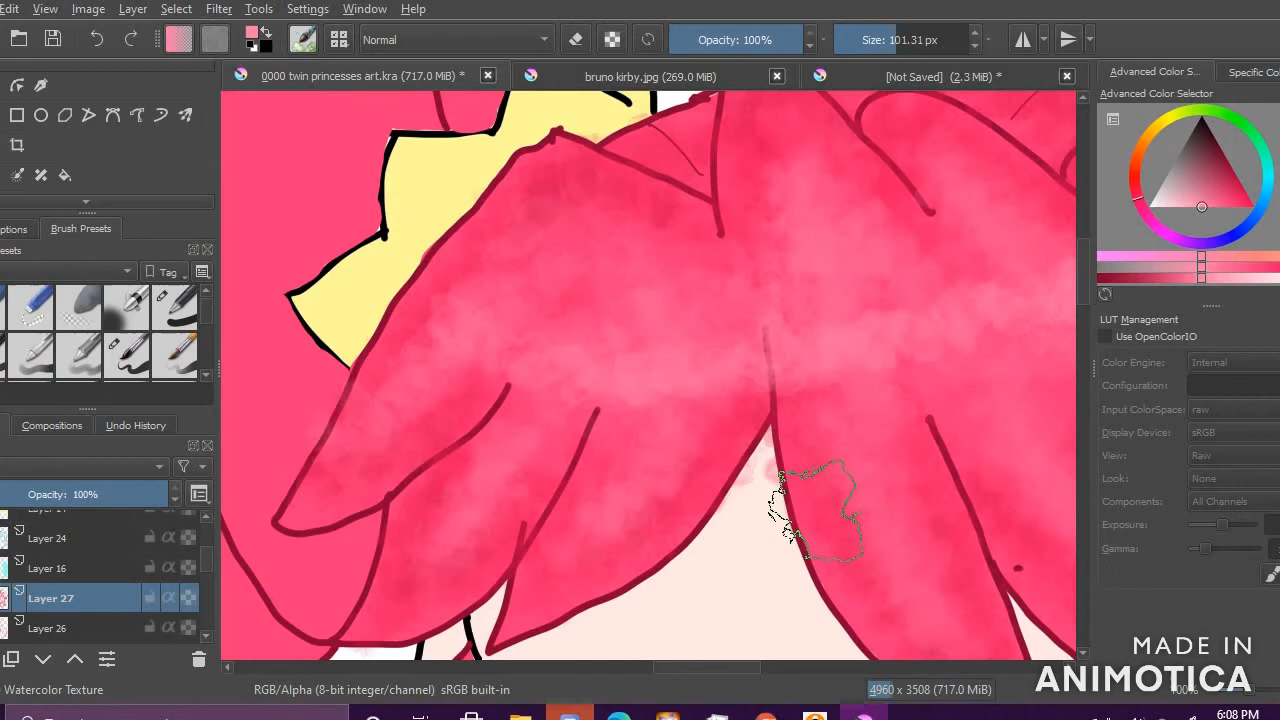 Edit View Image Layer Select Filter Tools Settings Window Help
Normal
Opacity: 100%
Size: 101.31 px
0000 twin princesses art.kra (717.0 MiB) *
bruno kirby.jpg (269.0 MiB)
[Not Saved] (2.3 MiB) *
Advanced Color S...
Specific Co
Advanced Color Selector
ptions
Brush Presets
esets
Tag
LUT Management
Use OpenColorIO
Color Engine:
Internal
Configuration:
Input ColorSpace:
raw
Display Device:
sRGB
View:
Raw
Look:
None
Components:
All Channels
Exposure:
Gamma:
Compositions
Undo History
Opacity: 100%
Layer 24
Layer 16
Layer 27
Layer 26
Watercolor Texture
RGB/Alpha (8-bit integer/channel) sRGB built-in
4960 x 3508 (717.0 MiB)
100%
MADE IN
ANIMOTICA
6:08 PM